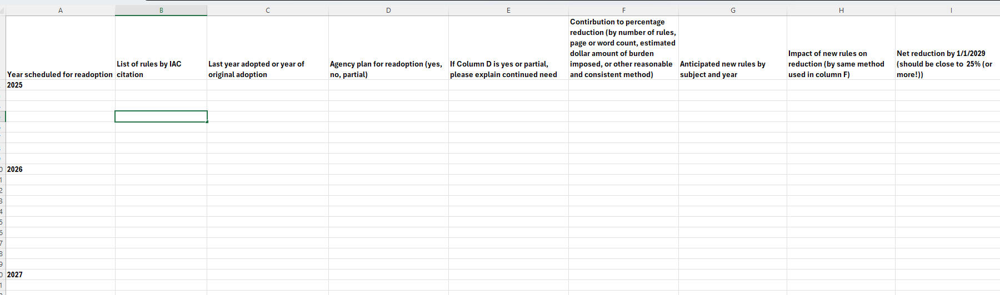 A B C D E F G H I
Year scheduled for readoption
List of rules by IAC
citation
Last year adopted or year of
original adoption
Agency plan for readoption (yes,
no, partial)
If Column D is yes or partial,
please explain continued need
Contirbution to percentage
reduction (by number of rules,
page or word count, estimated
dollar amount of burden
imposed, or other reasonable
and consistent method)
Anticipated new rules by
subject and year
Impact of new rules on
reduction (by same method
used in column F)
Net reduction by 1/1/2029
(should be close to 25% (or
more!))
2025
2026
2027